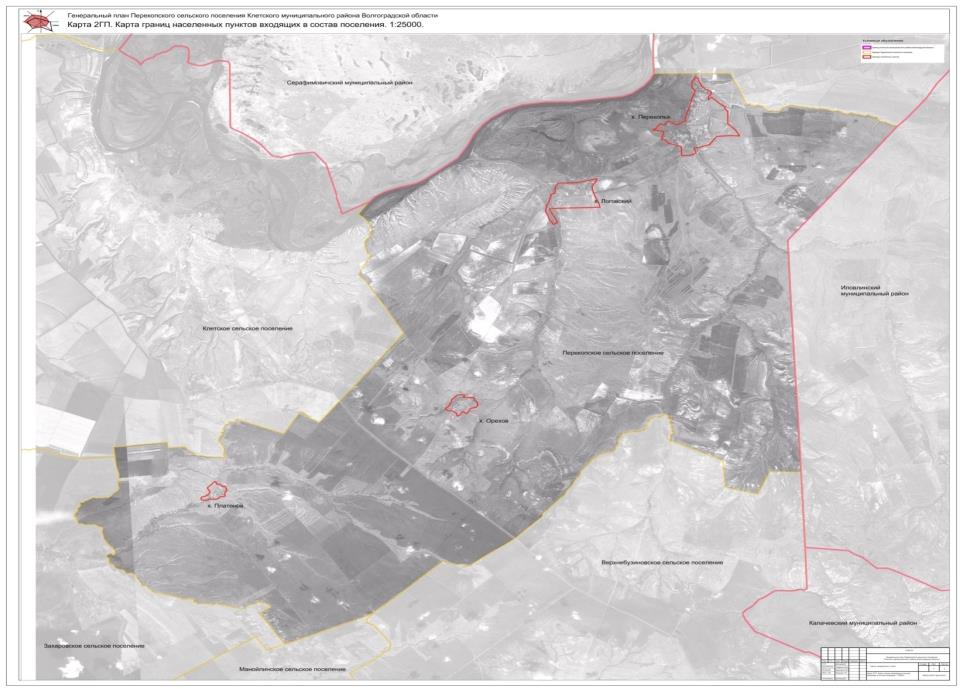 Генеральный план Перекопского сельского поселения Клетского муниципального района Волгоградской области
Карта 2ГП. Карта границ населенных пунктов входящих в состав поселения. 1:25000.
Условные обозначения
Серафимовичский муниципальный район
х. Перекопка
х. Логовский
Иловлинский
муниципальный район
Клетское сельское поселение
Перекопское сельское поселение
х. Орехов
х. Платонов
Верхнебузиновское сельское поселение
Калачевский муниципальный район
Захаровское сельское поселение
Манойлинское сельское поселение